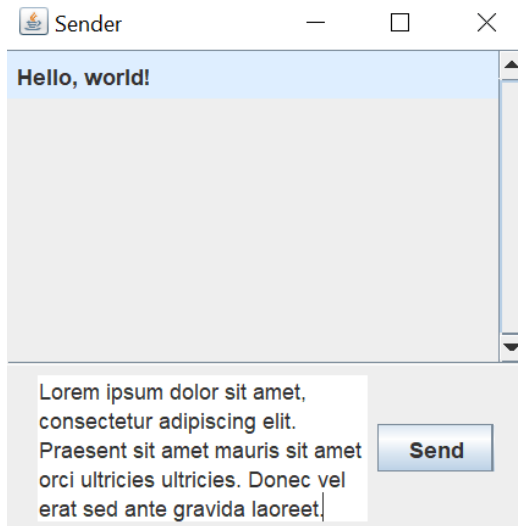 Sender
Hello, world!
Lorem ipsum dolor sit amet,
consectetur adipiscing elit.
Praesent sit amet mauris sit amet
orci ultricies ultricies. Donec vel
erat sed ante gravida laoreet.
Send